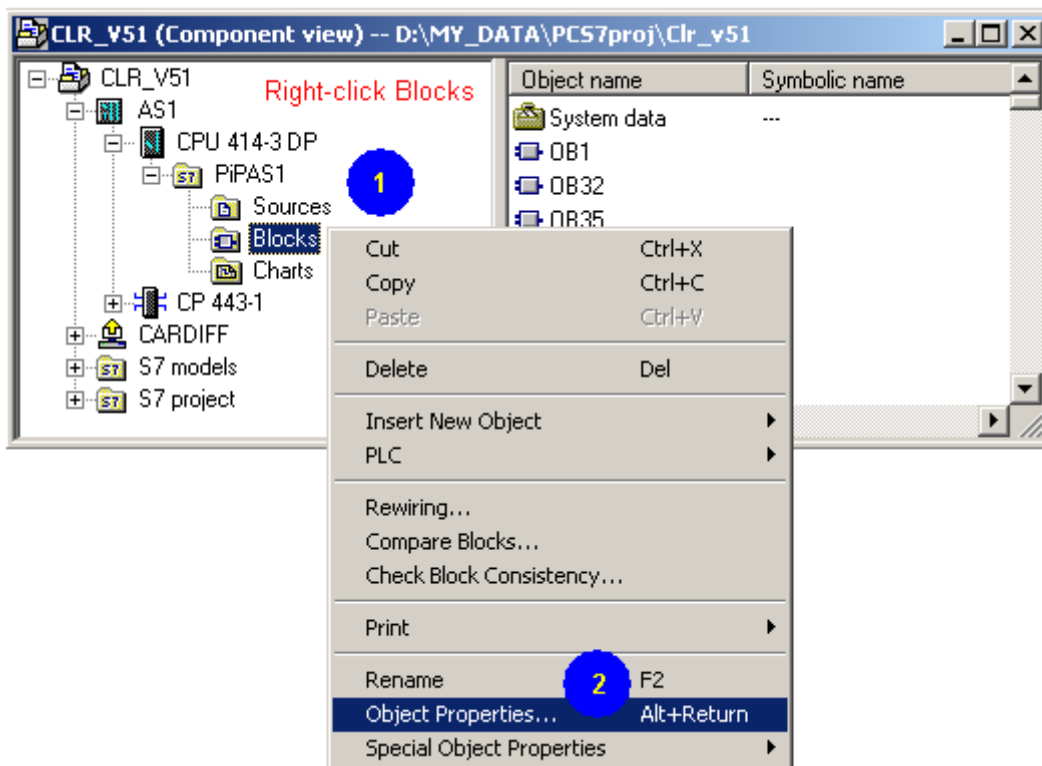 CLR_V51 (Component view) -- D:\MY_DATA\PCS7proj\Clr_v51
CLR_V51
Right-click Blocks
AS1
CPU 414-3 DP
S7 PiPAS1
1
Sources
Blocks
Charts
CP 443-1
CARDIFF
S7 S7 models
S7 S7 project
Object name Symbolic name
System data ---
OB1
OB32
OB35
Cut Ctrl+X
Copy Ctrl+C
Paste Ctrl+V
Delete Del
Insert New Object
PLC
Rewiring...
Compare Blocks...
Check Block Consistency...
Print
Rename 2 F2
Object Properties... Alt+Return
Special Object Properties